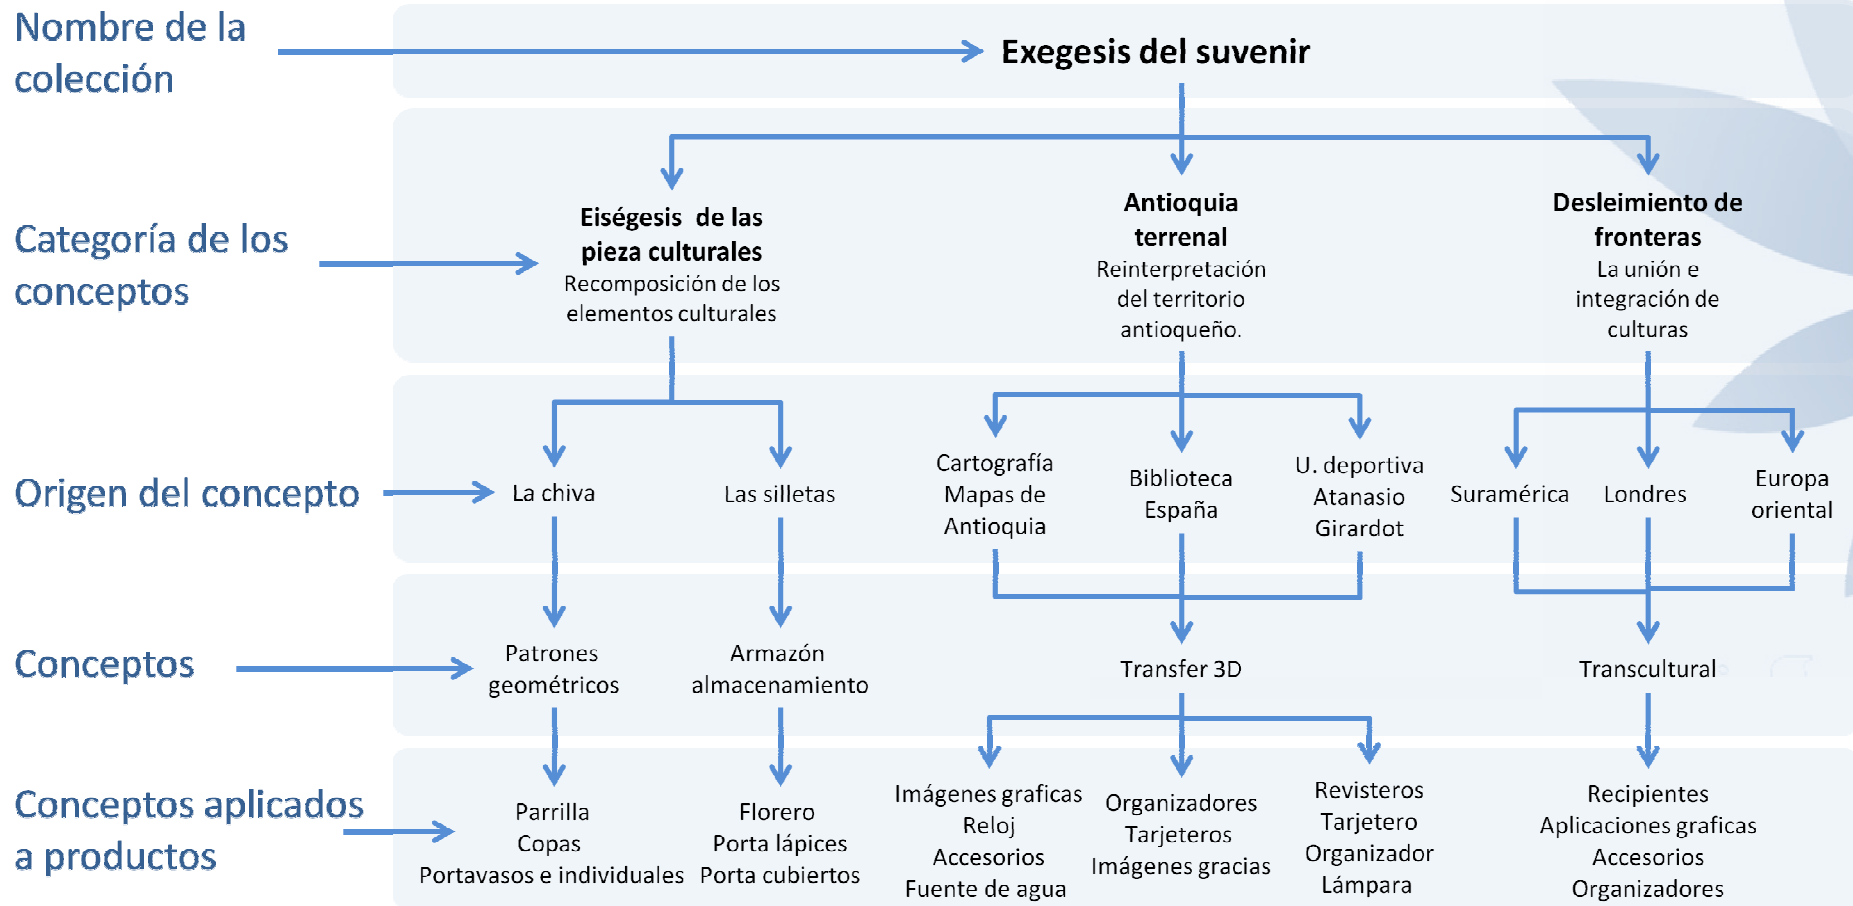 Nombre de la
colección
Exegesis del suvenir
Categoría de los
conceptos
Eiségesis de las
pieza culturales
Recomposición de los
elementos culturales
Antioquia
terrenal
Reinterpretación
del territorio
antioqueño.
Desleimiento de
fronteras
La unión e
integración de
culturas
Origen del concepto
La chiva
Las silletas
Cartografía
Mapas de
Antioquia
Biblioteca
España
U. deportiva
Atanasio
Girardot
Suramérica
Londres
Europa
oriental
Conceptos
Patrones
geométricos
Armazón
almacenamiento
Transfer 3D
Transcultural
Conceptos aplicados
a productos
Parrilla
Copas
Portavasos e individuales
Florero
Porta lápices
Porta cubiertos
Imágenes graficas
Reloj
Accesorios
Fuente de agua
Organizadores
Tarjeteros
Imágenes gracias
Revisteros
Tarjetero
Organizador
Lámpara
Recipientes
Aplicaciones graficas
Accesorios
Organizadores